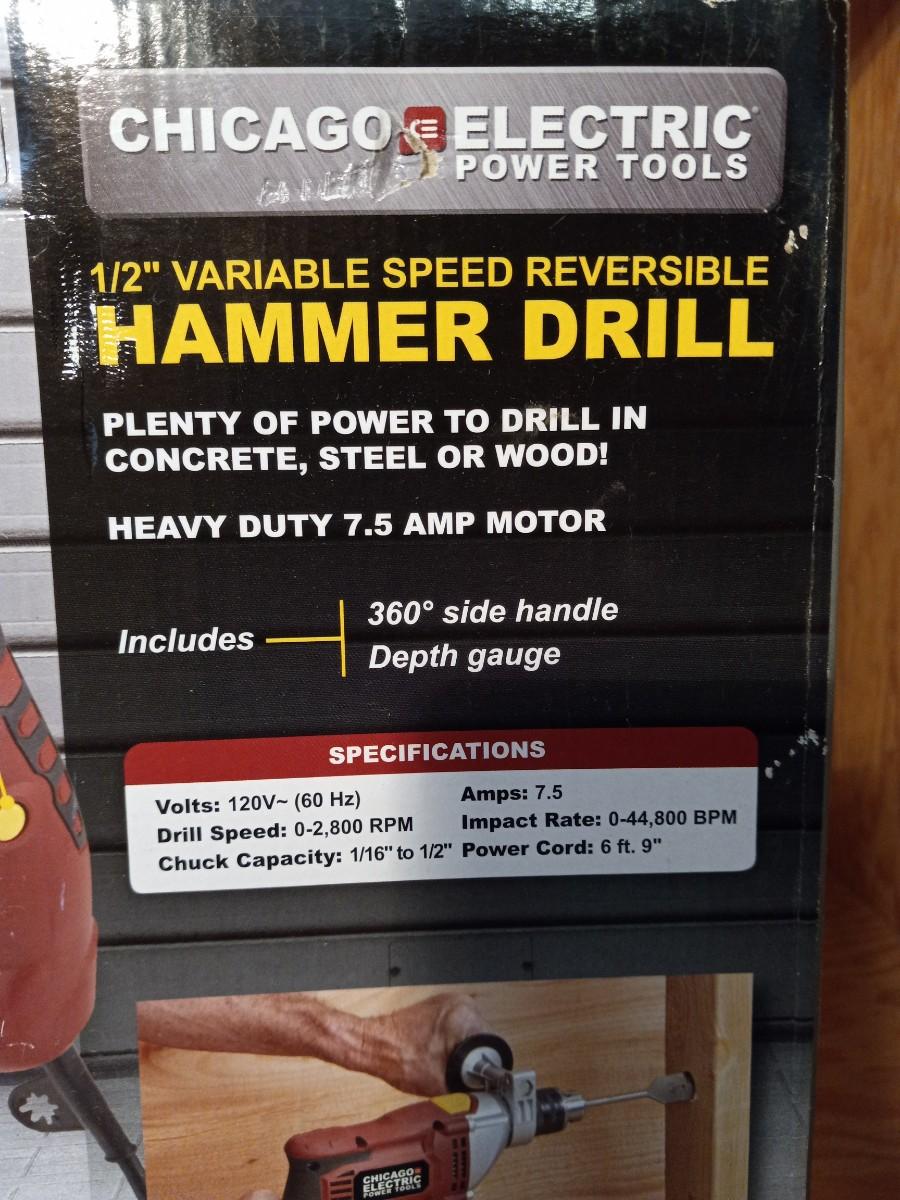 CHICAGO CE ELECTRIC
POWER TOOLS
1/2" VARIABLE SPEED REVERSIBLE
HAMMER DRILL
PLENTY OF POWER TO DRILL IN
CONCRETE, STEEL OR WOOD!
HEAVY DUTY 7.5 AMP MOTOR
Includes
360° side handle
Depth gauge
SPECIFICATIONS
Volts: 120V~ (60 Hz)
Amps: 7.5
Drill Speed: 0-2,800 RPM
Impact Rate: 0-44,800 BPM
Chuck Capacity: 1/16" to 1/2"
Power Cord: 6 ft. 9"
CHICAGO
ELECTRIC
POWER TOOLS